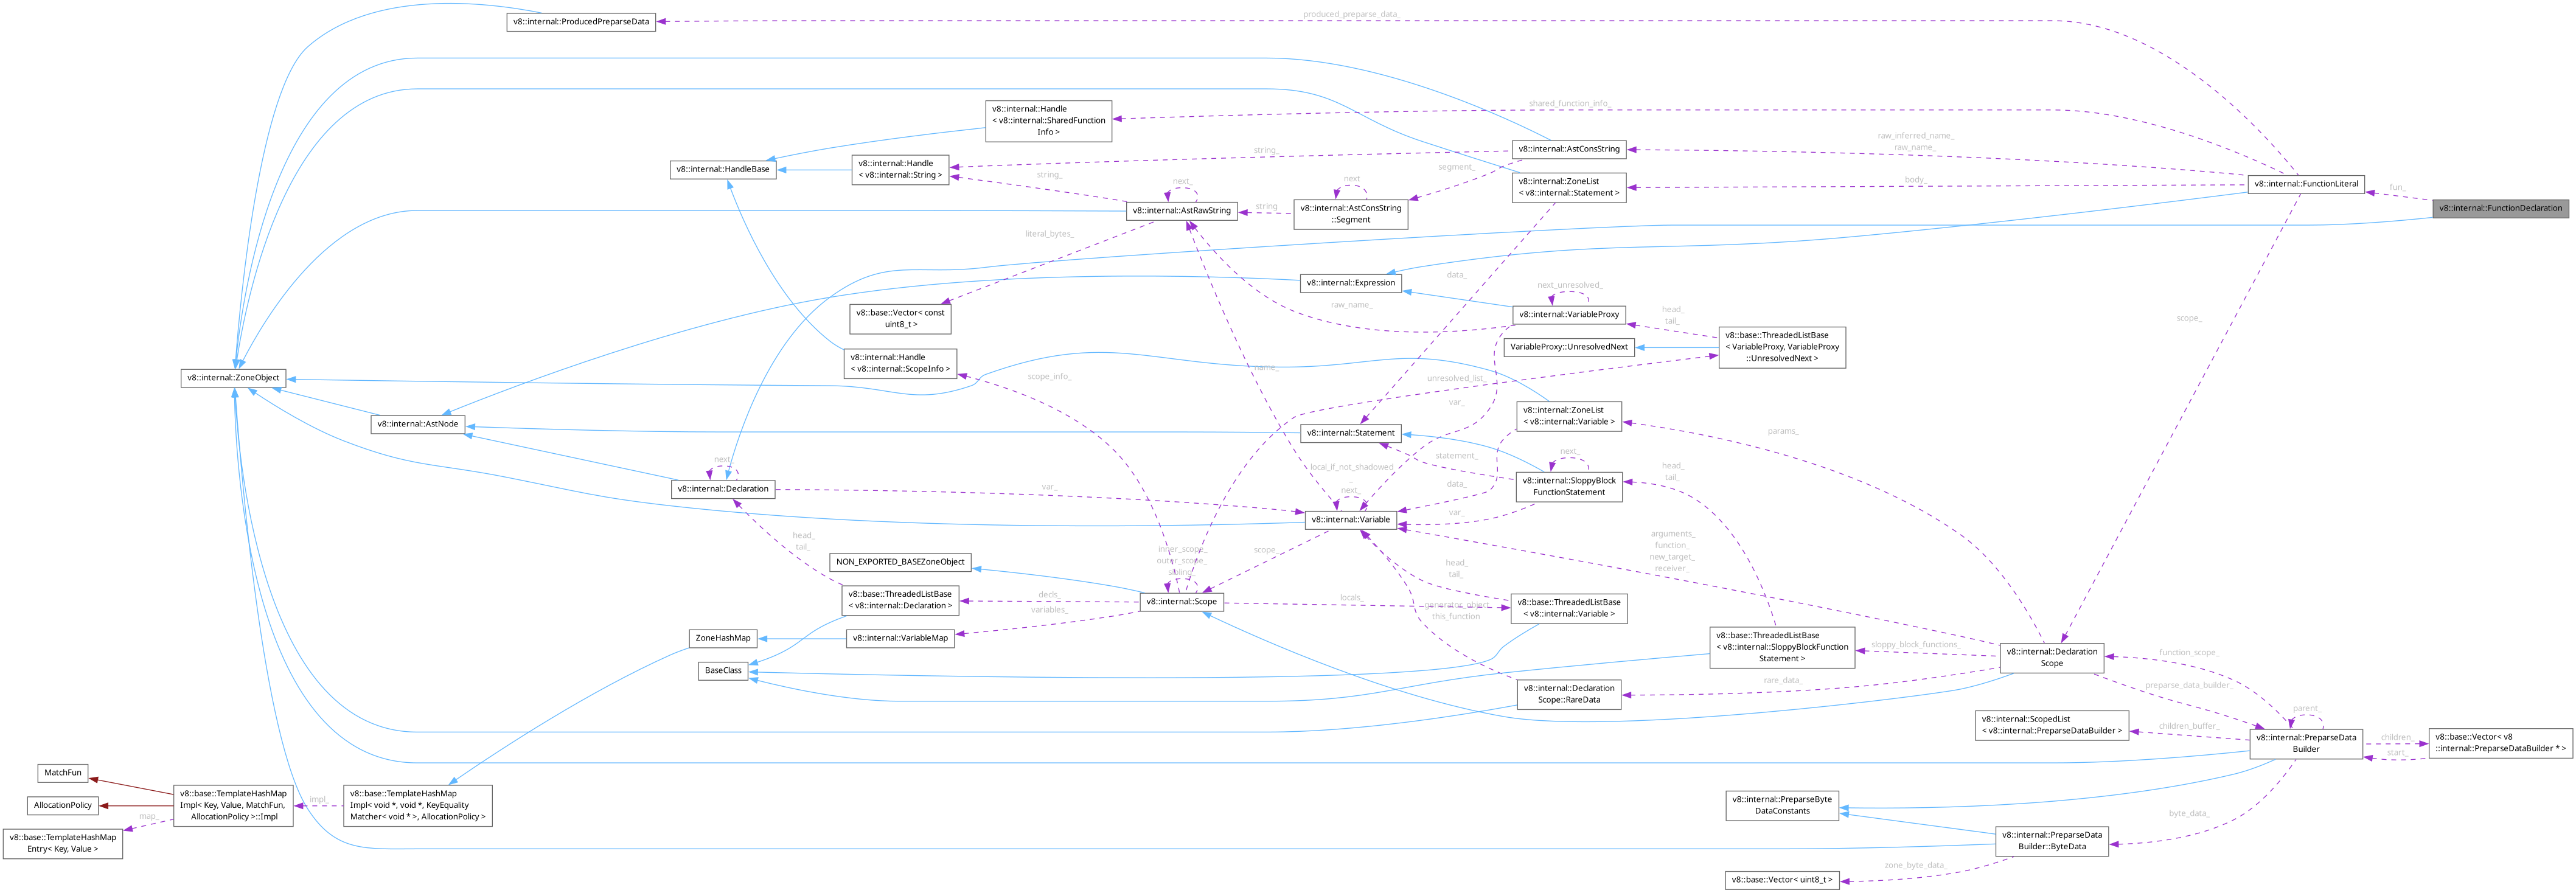 v8::internal::ProducedPreparseData
produced_preparse_data_
v8::internal::Handle
< v8::internal::SharedFunction
Info >
shared_function_info_
v8::internal::HandleBase
v8::internal::Handle
< v8::internal::String >
string_
string_
v8::internal::AstConsString
raw_inferred_name_
raw_name_
segment_
v8::internal::ZoneList
< v8::internal::Statement >
body_
v8::internal::FunctionLiteral
fun_
v8::internal::FunctionDeclaration
next_
v8::internal::AstRawString
string
next
v8::internal::AstConsString
::Segment
literal_bytes_
data_
scope_
v8::internal::Expression
v8::base::Vector< const
uint8_t >
raw_name_
next_unresolved_
v8::internal::VariableProxy
head_
tail_
v8::base::ThreadedListBase
< VariableProxy, VariableProxy
::UnresolvedNext >
VariableProxy::UnresolvedNext
v8::internal::Handle
< v8::internal::ScopeInfo >
v8::internal::ZoneObject
scope_info_
name_
unresolved_list_
var_
v8::internal::AstNode
v8::internal::Statement
v8::internal::ZoneList
< v8::internal::Variable >
params_
next_
v8::internal::Declaration
var_
local_if_not_shadowed
_
next_
statement_
data_
next_
v8::internal::SloppyBlock
FunctionStatement
head_
tail_
var_
v8::internal::Variable
head_
tail_
NON_EXPORTED_BASEZoneObject
inner_scope_
outer_scope_
sibling_
scope_
head_
tail_
arguments_
function_
new_target_
receiver_
v8::base::ThreadedListBase
< v8::internal::Declaration >
decls_
variables_
v8::internal::Scope
locals_
generator_object
this_function
v8::base::ThreadedListBase
< v8::internal::Variable >
ZoneHashMap
v8::internal::VariableMap
BaseClass
v8::base::ThreadedListBase
< v8::internal::SloppyBlockFunction
Statement >
sloppy_block_functions_
v8::internal::Declaration
Scope
function_scope_
v8::internal::Declaration
Scope::RareData
rare_data_
preparse_data_builder_
parent_
v8::internal::ScopedList
< v8::internal::PreparseDataBuilder >
children_buffer_
v8::internal::PreparseData
Builder
children_
start_
v8::base::Vector< v8
::internal::PreparseDataBuilder * >
MatchFun
AllocationPolicy
v8::base::TemplateHashMap
Impl< Key, Value, MatchFun,
AllocationPolicy >::Impl
impl_
v8::base::TemplateHashMap
Impl< void *, void *, KeyEquality
Matcher< void * >, AllocationPolicy >
map_
v8::base::TemplateHashMap
Entry< Key, Value >
v8::internal::PreparseByte
DataConstants
byte_data_
v8::internal::PreparseData
Builder::ByteData
zone_byte_data_
v8::base::Vector< uint8_t >